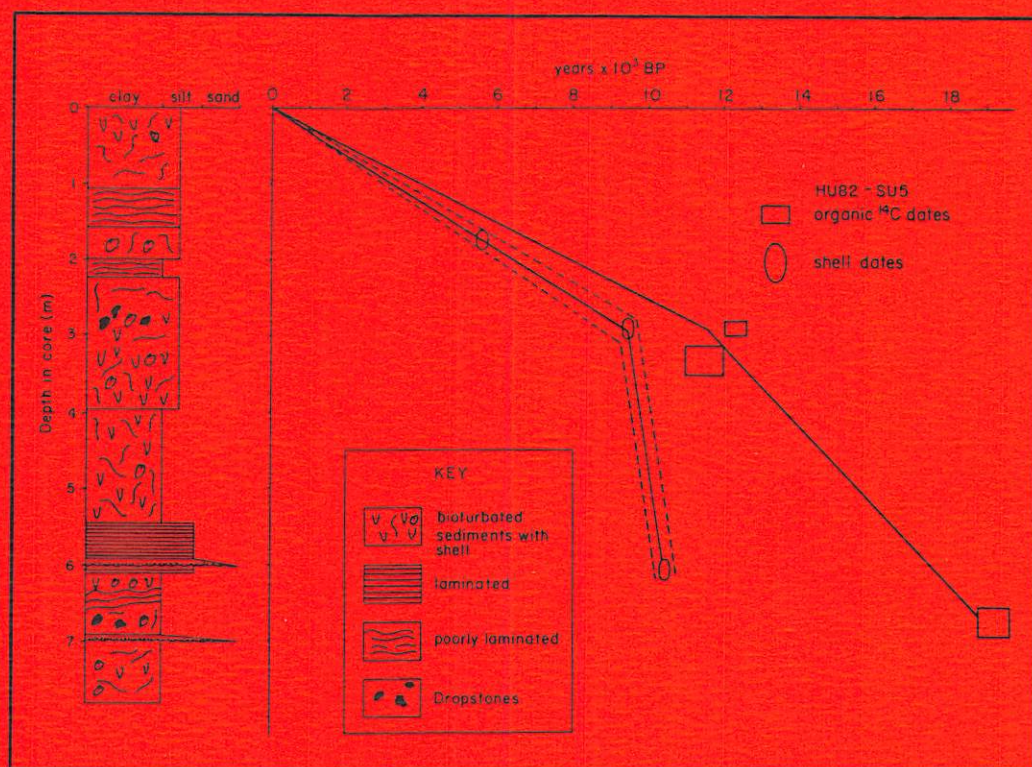 years x 10³ BP
clay silt sand
0 2 4 6 8 10 12 14 16 18
Depth in core (m)
0
1
2
3
4
5
6
7
HU82 - SU5
organic ¹⁴C dates
shell dates
KEY
bioturbated
sediments with
shell
laminated
poorly laminated
Dropstones